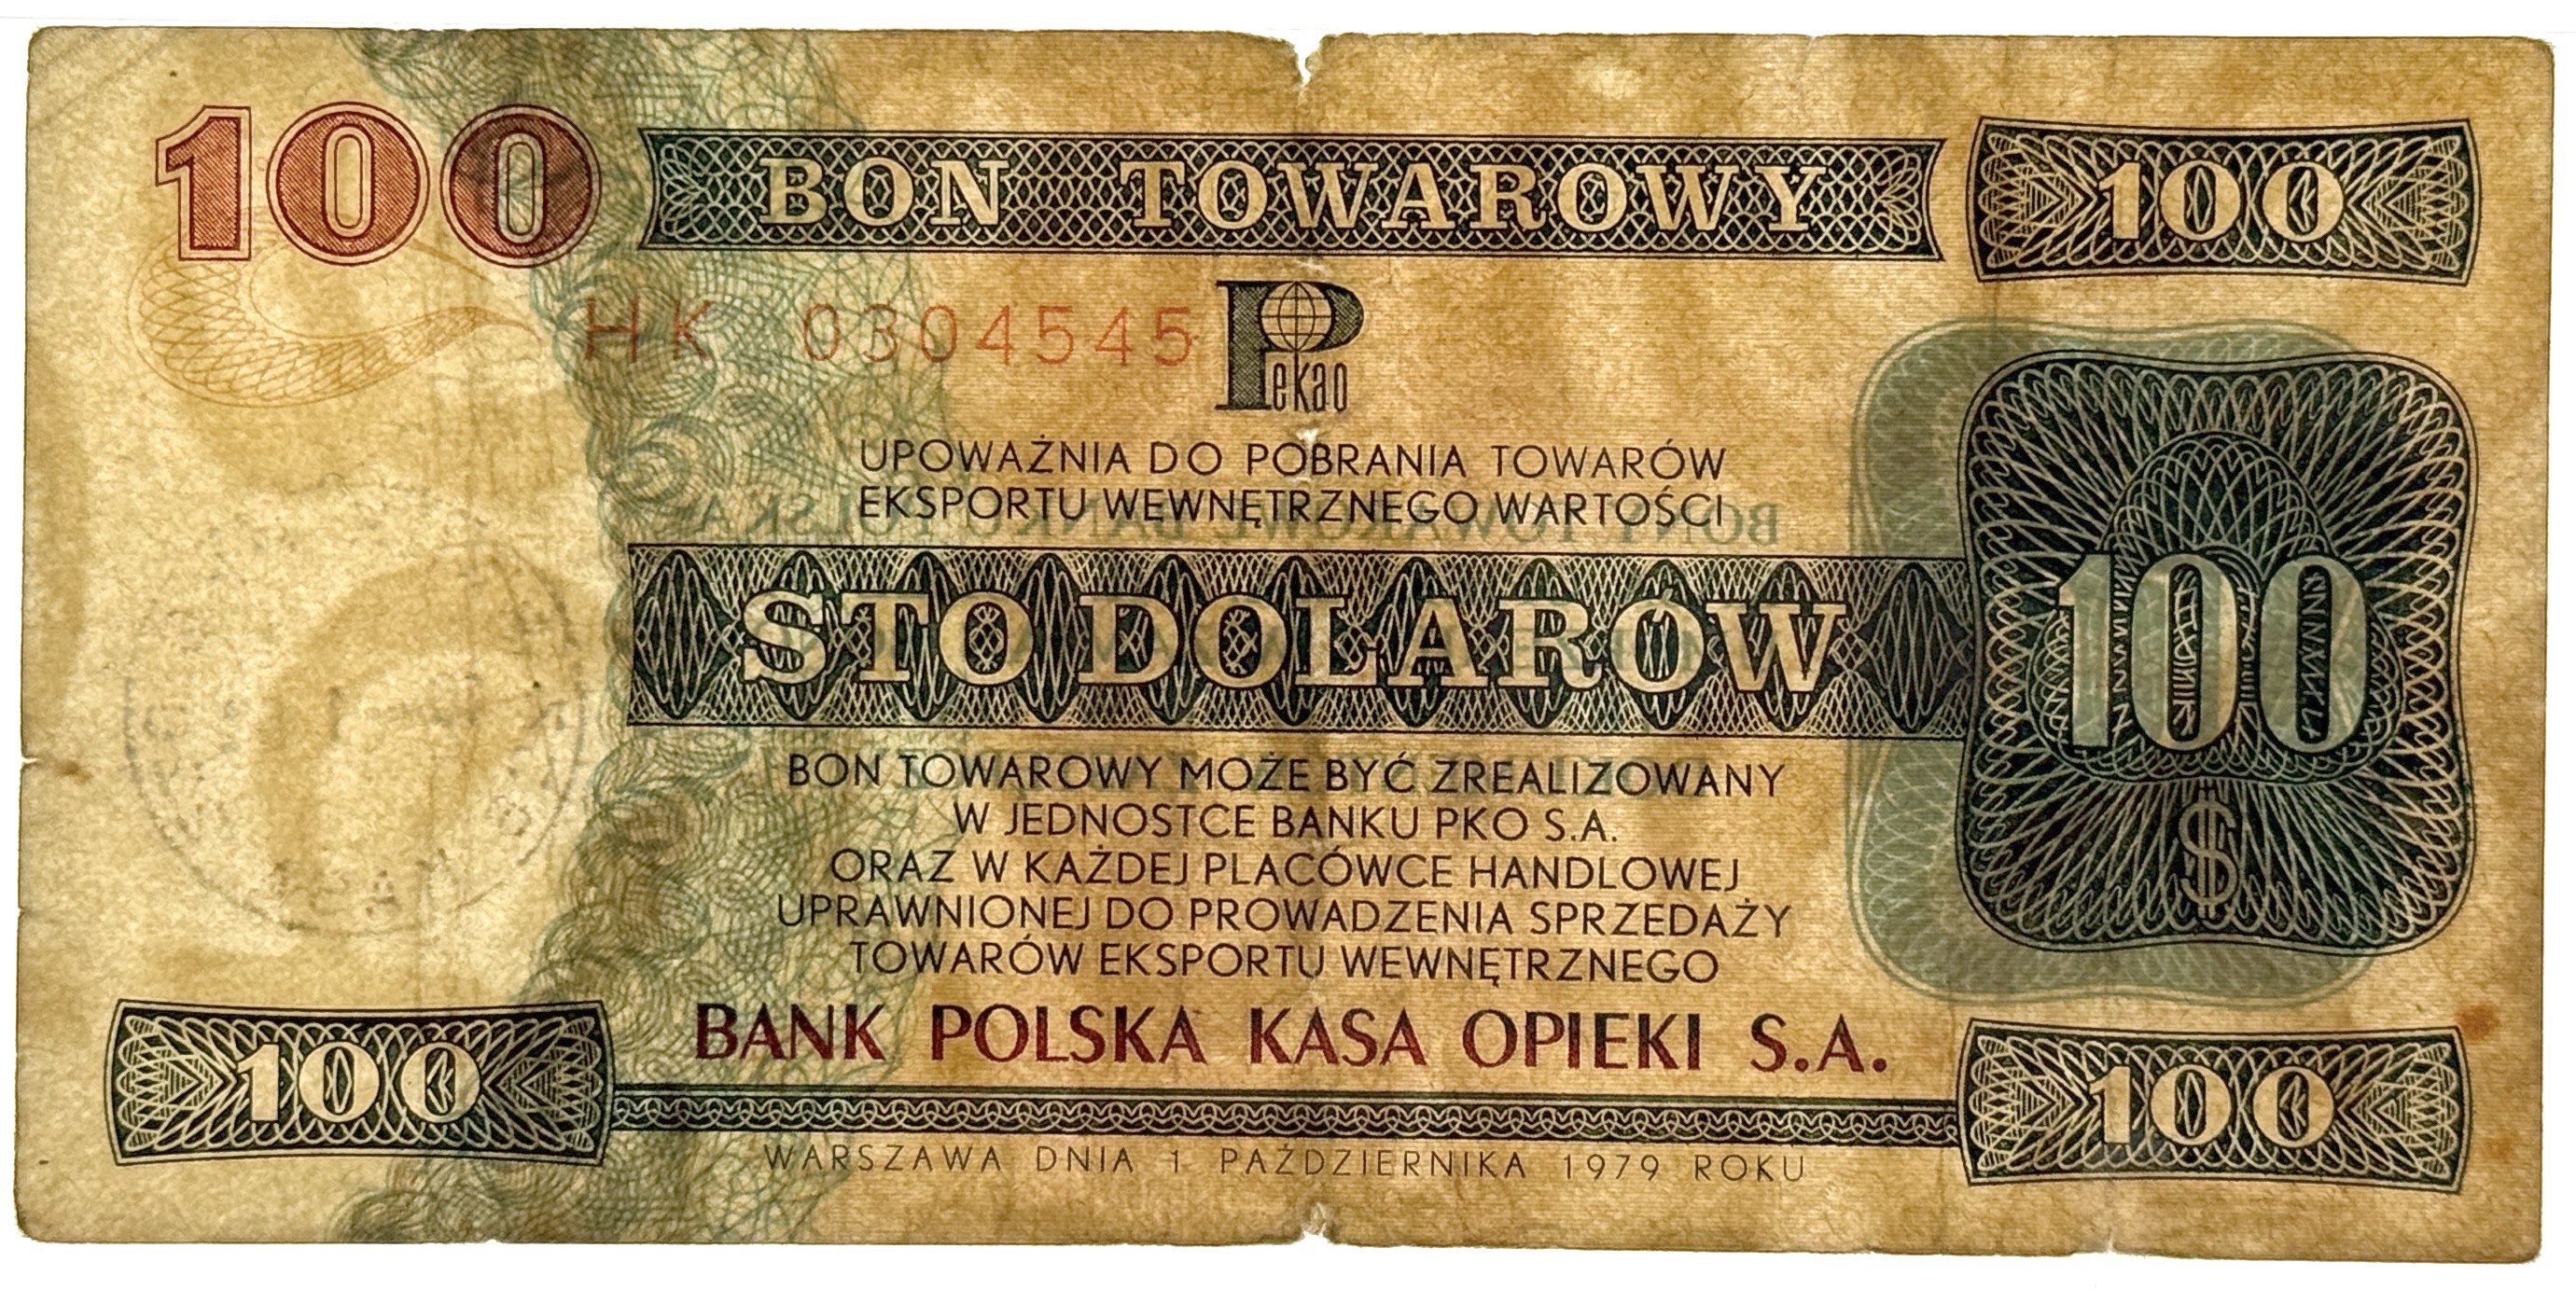 100 BON TOWAROWY 100
HK 0304545
Pekao
UPOWAŻNIA DO POBRANIA TOWARÓW
EKSPORTU WEWNĘTRZNEGO WARTOŚCI
STO DOLARÓW
100
$
BON TOWAROWY MOŻE BYĆ ZREALIZOWANY
W JEDNOSTCE BANKU PKO S.A.
ORAZ W KAŻDEJ PLACÓWCE HANDLOWEJ
UPRAWNIONEJ DO PROWADZENIA SPRZEDAŻY
TOWARÓW EKSPORTU WEWNĘTRZNEGO
BANK POLSKA KASA OPIEKI S.A.
100 100
WARSZAWA DNIA 1 PAŹDZIERNIKA 1979 ROKU